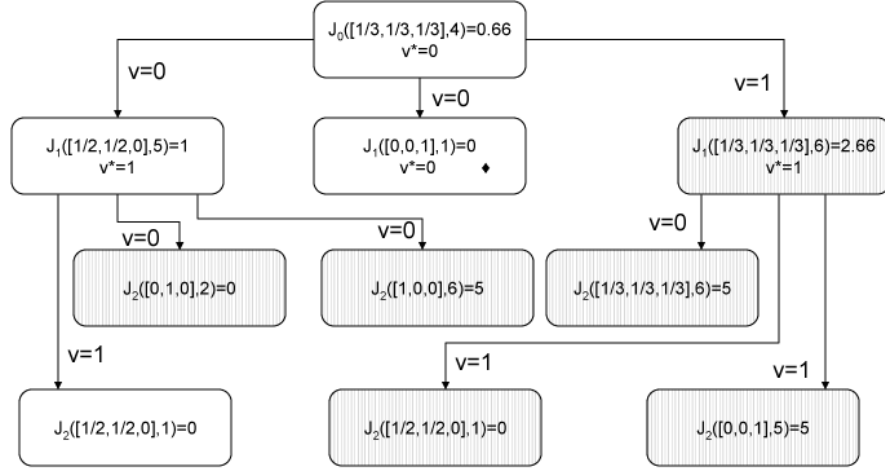 J₀([1/3,1/3,1/3],4)=0.66
v*=0
v=0
v=0
v=1
J₁([1/2,1/2,0],5)=1
v*=1
J₁([0,0,1],1)=0
v*=0
J₁([1/3,1/3,1/3],6)=2.66
v*=1
v=0
v=0
v=0
J₂([0,1,0],2)=0
J₂([1,0,0],6)=5
J₂([1/3,1/3,1/3],6)=5
v=1
v=1
v=1
J₂([1/2,1/2,0],1)=0
J₂([1/2,1/2,0],1)=0
J₂([0,0,1],5)=5